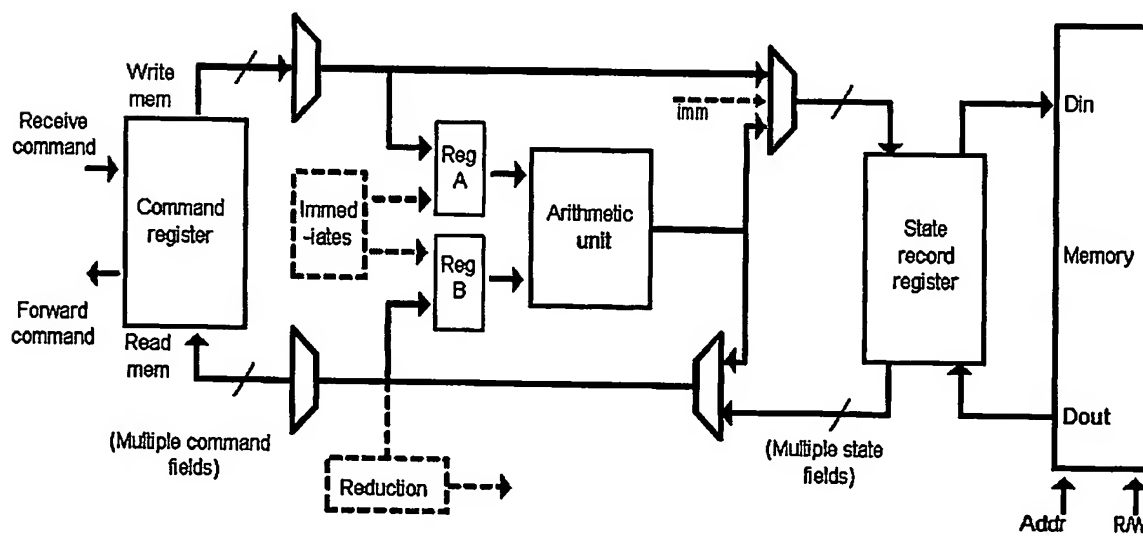 Write
mem
Receive
command
Command
register
Forward
command
Read
mem
(Multiple command
fields)
Immed
-iates
Reg
A
Reg
B
Arithmetic
unit
Reduction
imm
State
record
register
(Multiple state
fields)
Din
Memory
Dout
Addr
R/W